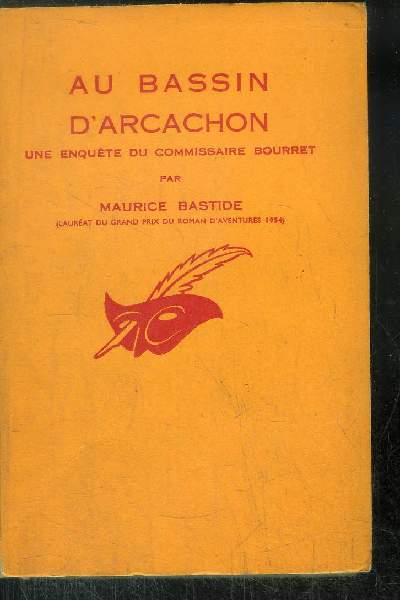 AU BASSIN
D'ARCACHON
UNE ENQUÊTE DU COMMISSAIRE BOURRET
PAR
MAURICE BASTIDE
(LAURÉAT DU GRAND PRIX DU ROMAN D'AVENTURES 1954)